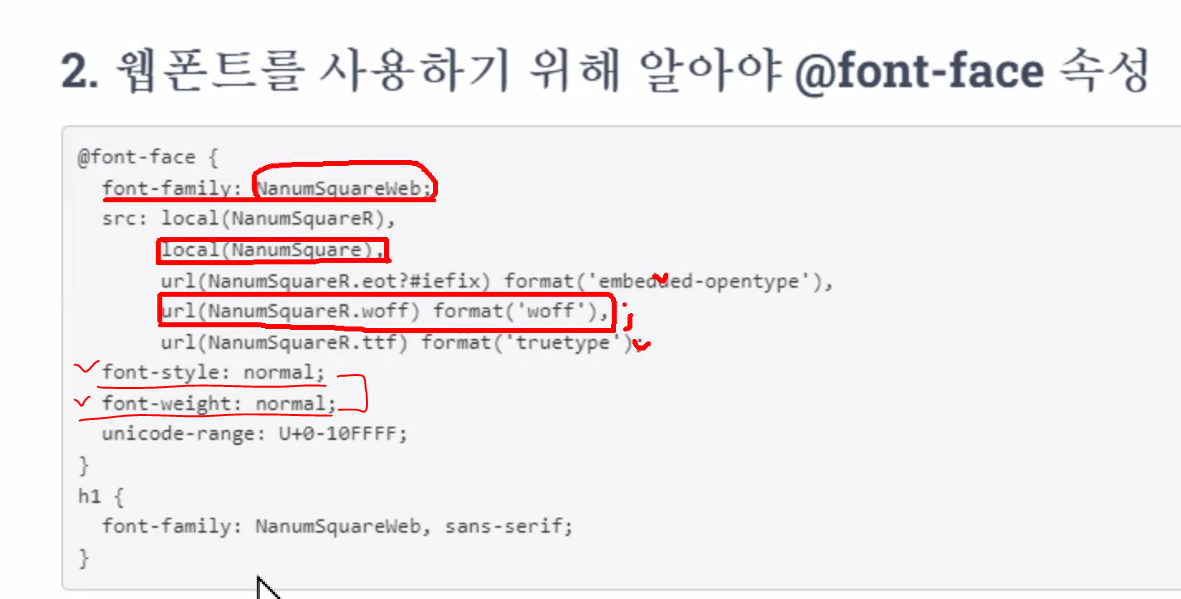 2. 웹폰트를 사용하기 위해 알아야 @font-face 속성
@font-face {
font-family: NanumSquareWeb;
src: local(NanumSquareR),
local(NanumSquare),
url(NanumSquareR.eot?#iefix) format('embedded-opentype'),
url(NanumSquareR.woff) format('woff'), ;
url(NanumSquareR.ttf) format('truetype');
font-style: normal;
font-weight: normal;
unicode-range: U+0-10FFFF;
}
h1 {
font-family: NanumSquareWeb, sans-serif;
}